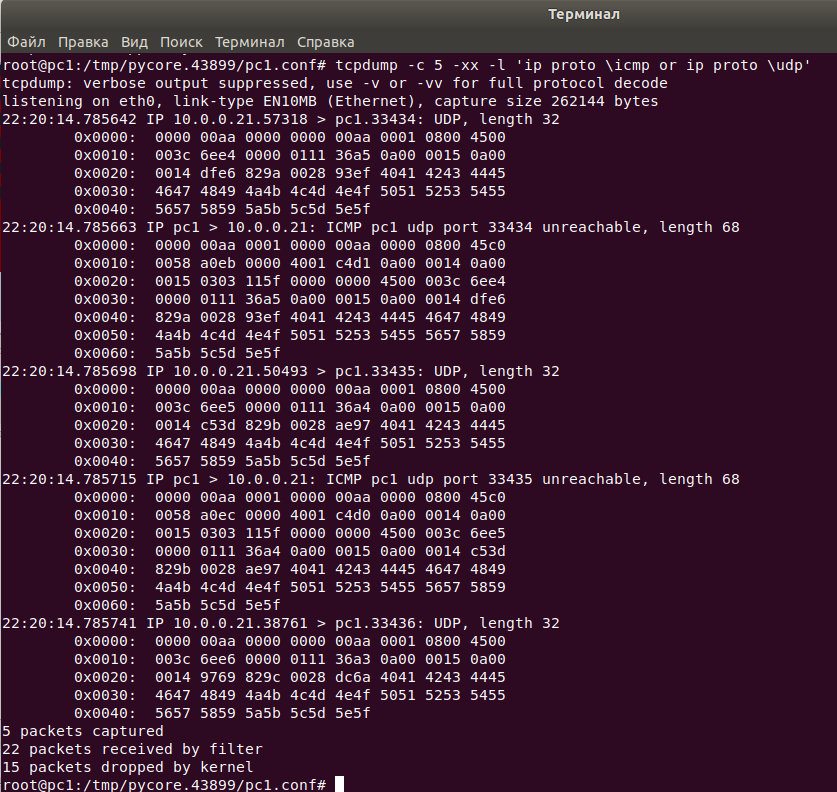 Терминал
Файл Правка Вид Поиск Терминал Справка
root@pc1:/tmp/pycore.43899/pc1.conf# tcpdump -c 5 -xx -l 'ip proto \icmp or ip proto \udp'
tcpdump: verbose output suppressed, use -v or -vv for full protocol decode
listening on eth0, link-type EN10MB (Ethernet), capture size 262144 bytes
22:20:14.785642 IP 10.0.0.21.57318 > pc1.33434: UDP, length 32
0x0000: 0000 00aa 0000 0000 00aa 0001 0800 4500
0x0010: 003c 6ee4 0000 0111 36a5 0a00 0015 0a00
0x0020: 0014 dfe6 829a 0028 93ef 4041 4243 4445
0x0030: 4647 4849 4a4b 4c4d 4e4f 5051 5253 5455
0x0040: 5657 5859 5a5b 5c5d 5e5f
22:20:14.785663 IP pc1 > 10.0.0.21: ICMP pc1 udp port 33434 unreachable, length 68
0x0000: 0000 00aa 0001 0000 00aa 0000 0800 45c0
0x0010: 0058 a0eb 0000 4001 c4d1 0a00 0014 0a00
0x0020: 0015 0303 115f 0000 0000 4500 003c 6ee4
0x0030: 0000 0111 36a5 0a00 0015 0a00 0014 dfe6
0x0040: 829a 0028 93ef 4041 4243 4445 4647 4849
0x0050: 4a4b 4c4d 4e4f 5051 5253 5455 5657 5859
0x0060: 5a5b 5c5d 5e5f
22:20:14.785698 IP 10.0.0.21.50493 > pc1.33435: UDP, length 32
0x0000: 0000 00aa 0000 0000 00aa 0001 0800 4500
0x0010: 003c 6ee5 0000 0111 36a4 0a00 0015 0a00
0x0020: 0014 c53d 829b 0028 ae97 4041 4243 4445
0x0030: 4647 4849 4a4b 4c4d 4e4f 5051 5253 5455
0x0040: 5657 5859 5a5b 5c5d 5e5f
22:20:14.785715 IP pc1 > 10.0.0.21: ICMP pc1 udp port 33435 unreachable, length 68
0x0000: 0000 00aa 0001 0000 00aa 0000 0800 45c0
0x0010: 0058 a0ec 0000 4001 c4d0 0a00 0014 0a00
0x0020: 0015 0303 115f 0000 0000 4500 003c 6ee5
0x0030: 0000 0111 36a4 0a00 0015 0a00 0014 c53d
0x0040: 829b 0028 ae97 4041 4243 4445 4647 4849
0x0050: 4a4b 4c4d 4e4f 5051 5253 5455 5657 5859
0x0060: 5a5b 5c5d 5e5f
22:20:14.785741 IP 10.0.0.21.38761 > pc1.33436: UDP, length 32
0x0000: 0000 00aa 0000 0000 00aa 0001 0800 4500
0x0010: 003c 6ee6 0000 0111 36a3 0a00 0015 0a00
0x0020: 0014 9769 829c 0028 dc6a 4041 4243 4445
0x0030: 4647 4849 4a4b 4c4d 4e4f 5051 5253 5455
0x0040: 5657 5859 5a5b 5c5d 5e5f
5 packets captured
22 packets received by filter
15 packets dropped by kernel
root@pc1:/tmp/pycore.43899/pc1.conf#